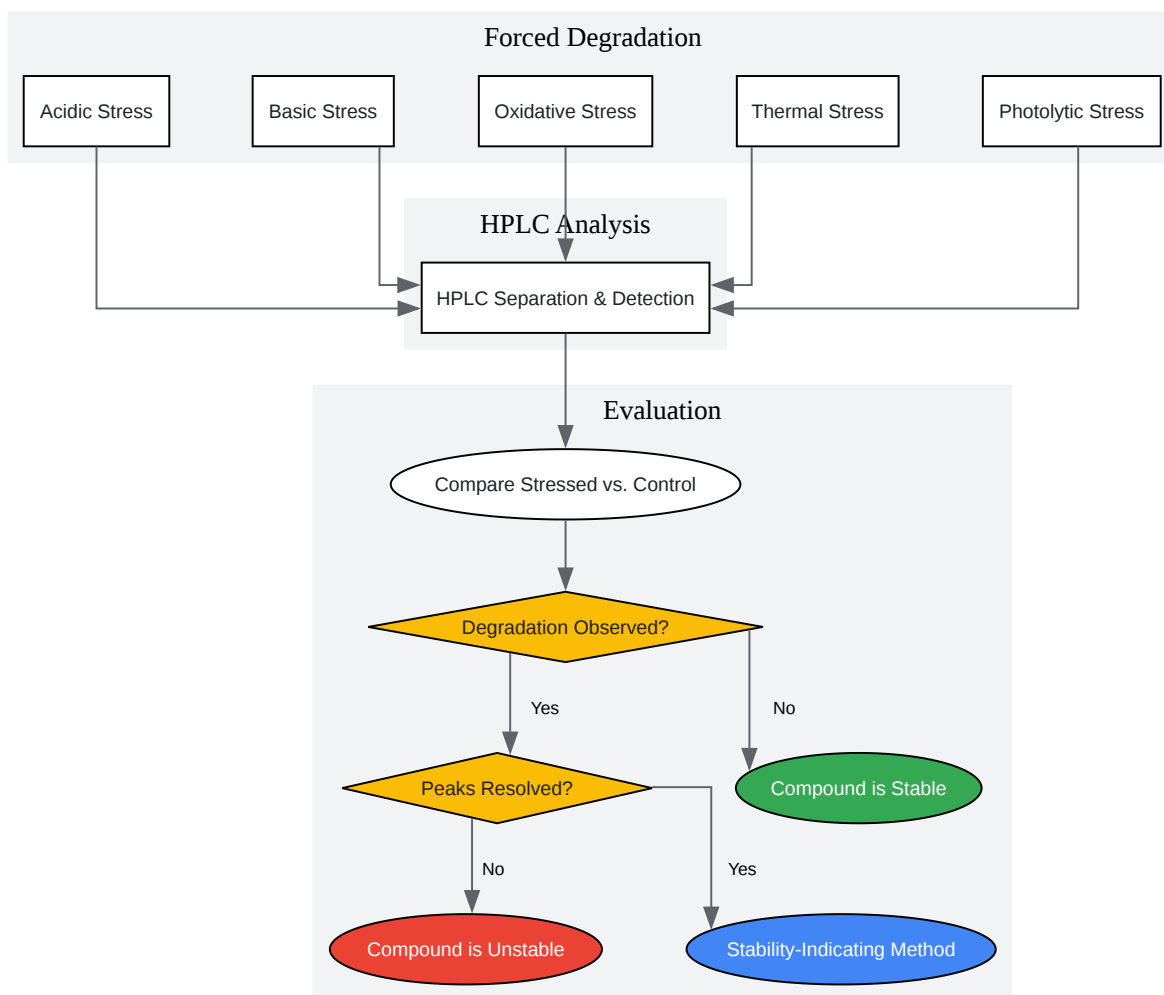 Forced Degradation
Acidic Stress
Basic Stress
Oxidative Stress
Thermal Stress
Photolytic Stress
HPLC Analysis
HPLC Separation & Detection
Evaluation
Compare Stressed vs. Control
Degradation Observed?
Yes
No
Peaks Resolved?
Compound is Stable
No
Yes
Compound is Unstable
Stability-Indicating Method